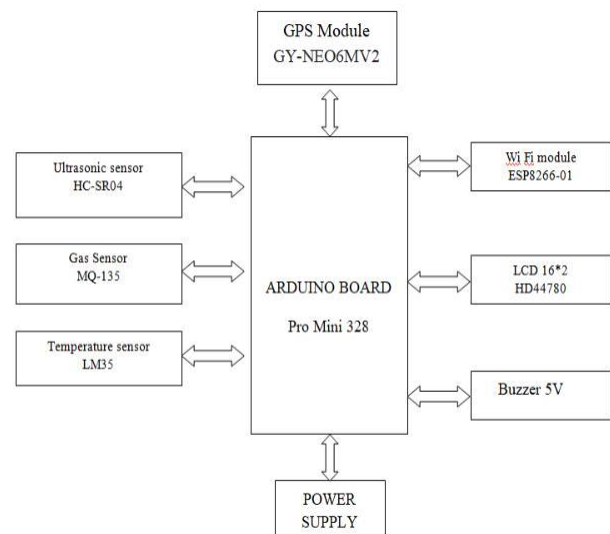 GPS Module
GY-NEO6MV2
Ultrasonic sensor
HC-SR04
Gas Sensor
MQ-135
Temperature sensor
LM35
ARDUINO BOARD
Pro Mini 328
Wi Fi module
ESP8266-01
LCD 16*2
HD44780
Buzzer 5V
POWER
SUPPLY